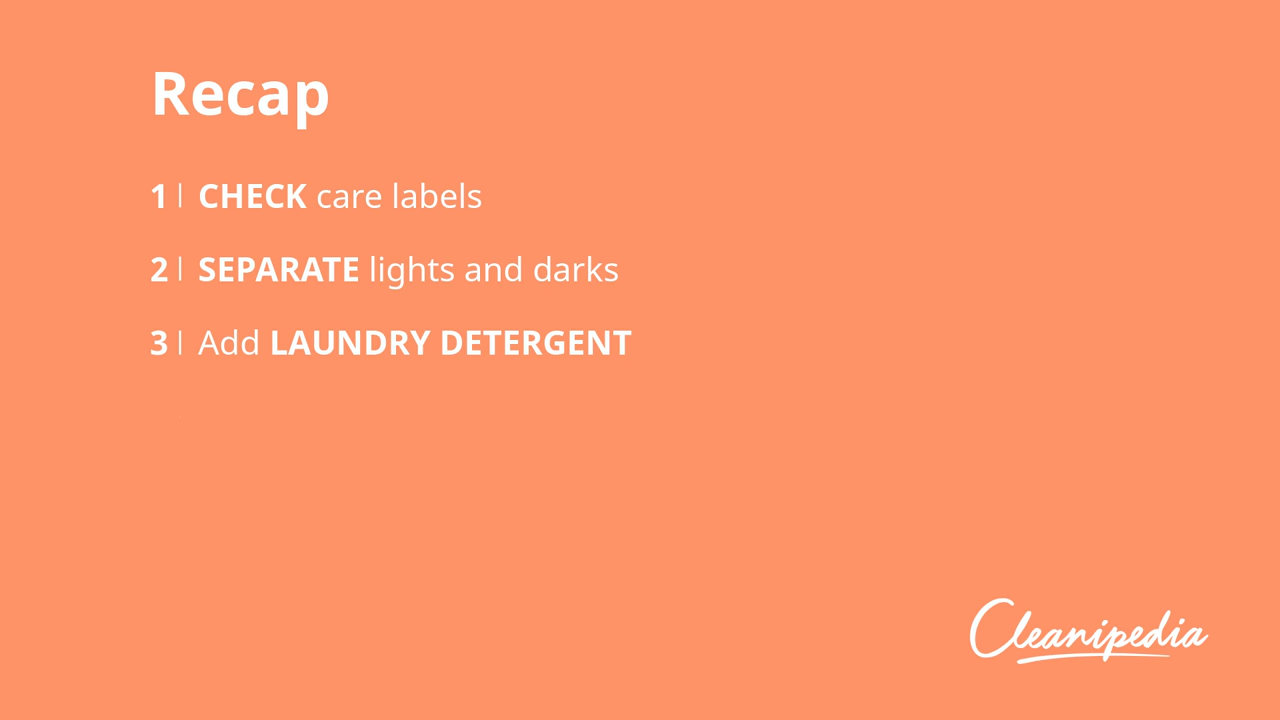 Recap
1 | CHECK care labels
2 | SEPARATE lights and darks
3 | Add LAUNDRY DETERGENT
Cleanipedia